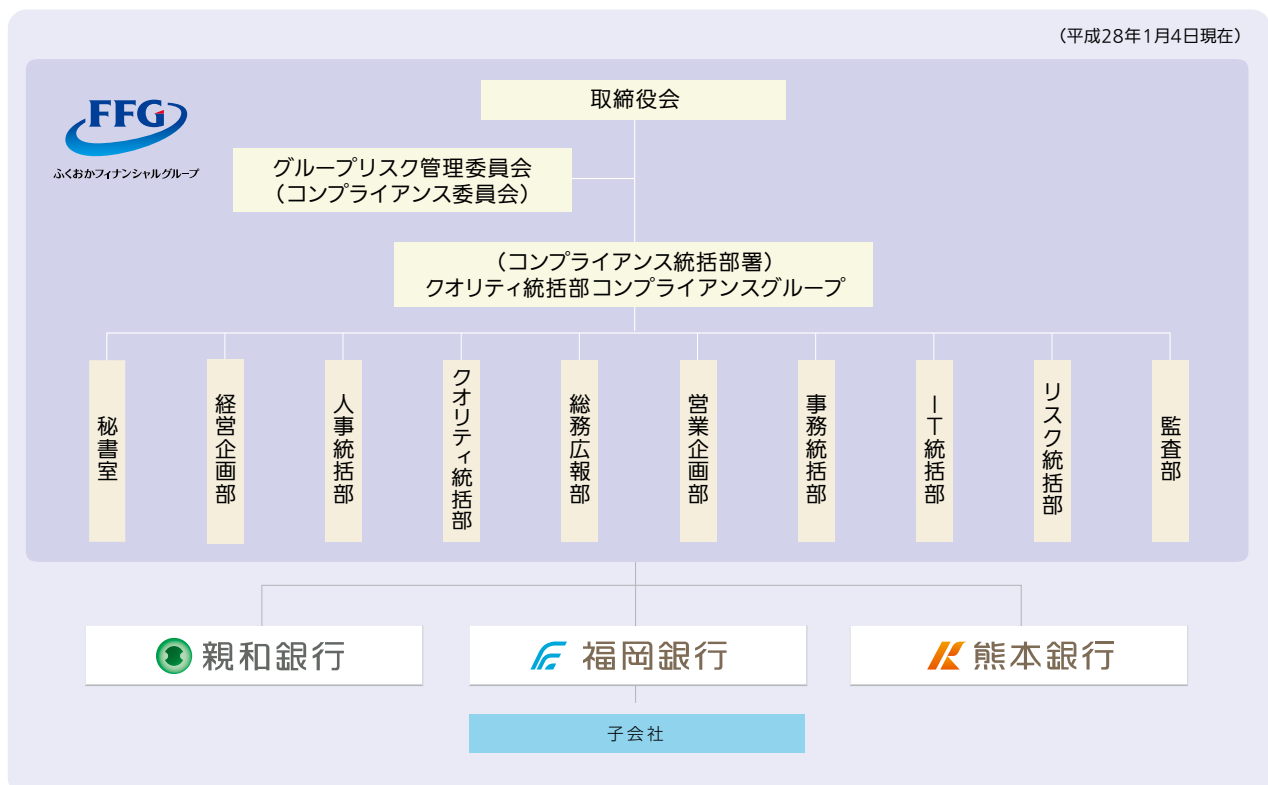 （平成28年1月4日現在）
取締役会
FFG
ふくおかフィナンシャルグループ
グループリスク管理委員会
（コンプライアンス委員会）
（コンプライアンス統括部署）
クオリティ統括部コンプライアンスグループ
秘書室
経営企画部
人事統括部
クオリティ統括部
総務広報部
営業企画部
事務統括部
IT統括部
リスク統括部
監査部
親和銀行
福岡銀行
熊本銀行
子会社